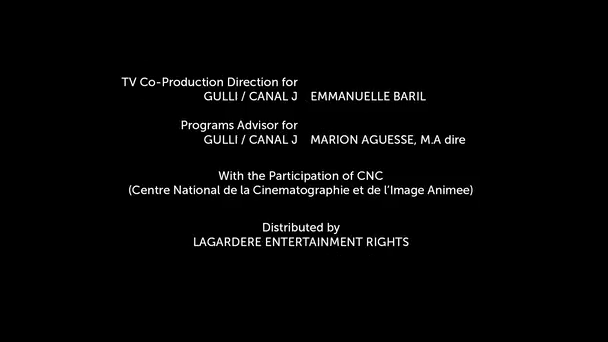 TV Co-Production Direction for
GULLI / CANAL J EMMANUELLE BARIL
Programs Advisor for
GULLI / CANAL J MARION AGUESSE, M.A dire
With the Participation of CNC
(Centre National de la Cinematographie et de l'Image Animee)
Distributed by
LAGARDERE ENTERTAINMENT RIGHTS